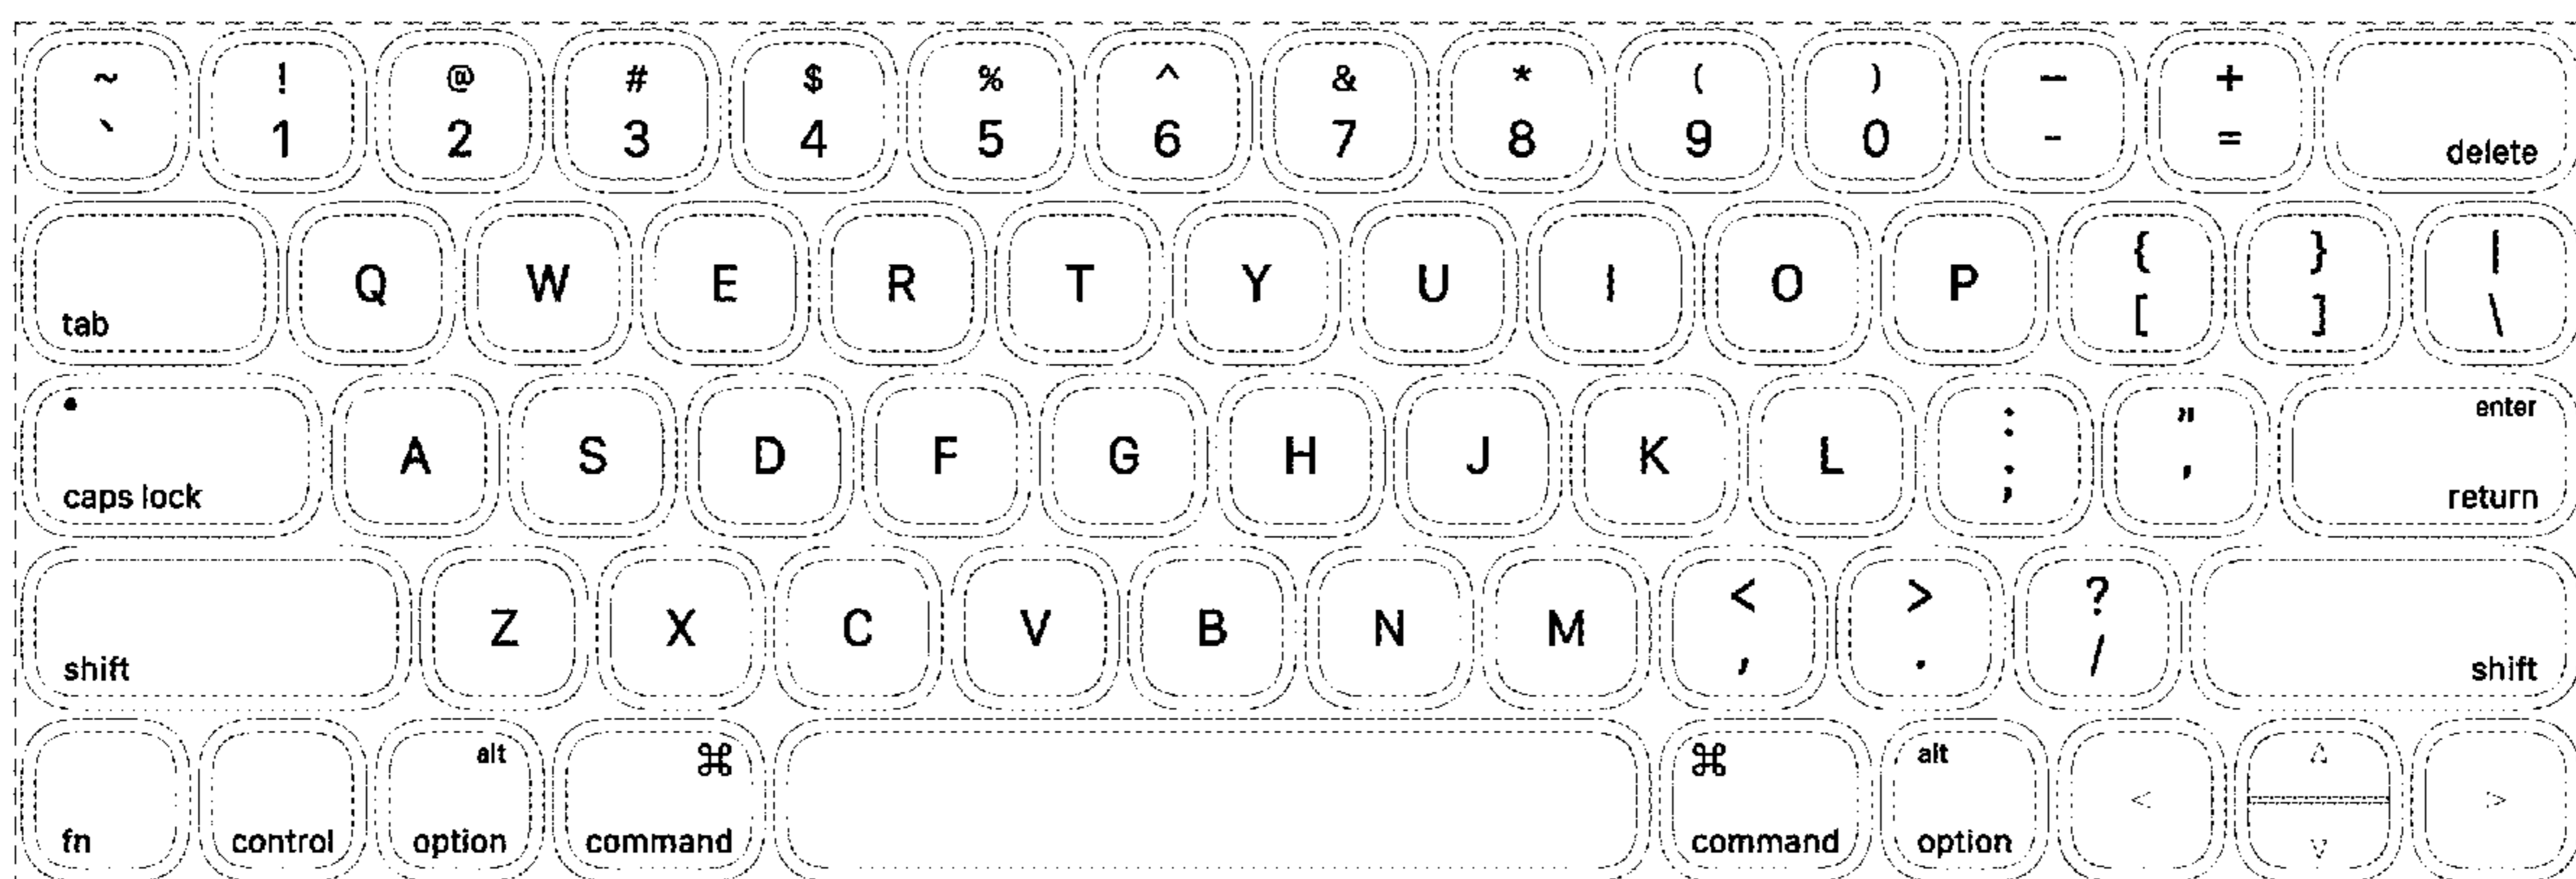 ~ ! @ # $ % ^ & * ( ) — +
` 1 2 3 4 5 6 7 8 9 0 - = delete
tab Q W E R T Y U I O P { [ } ] | \
• enter
caps lock A S D F G H J K L : ; " ' return
shift Z X C V B N M < , > . ? / shift
alt ⌘ ⌘ alt
fn control option command command option < ^ v >